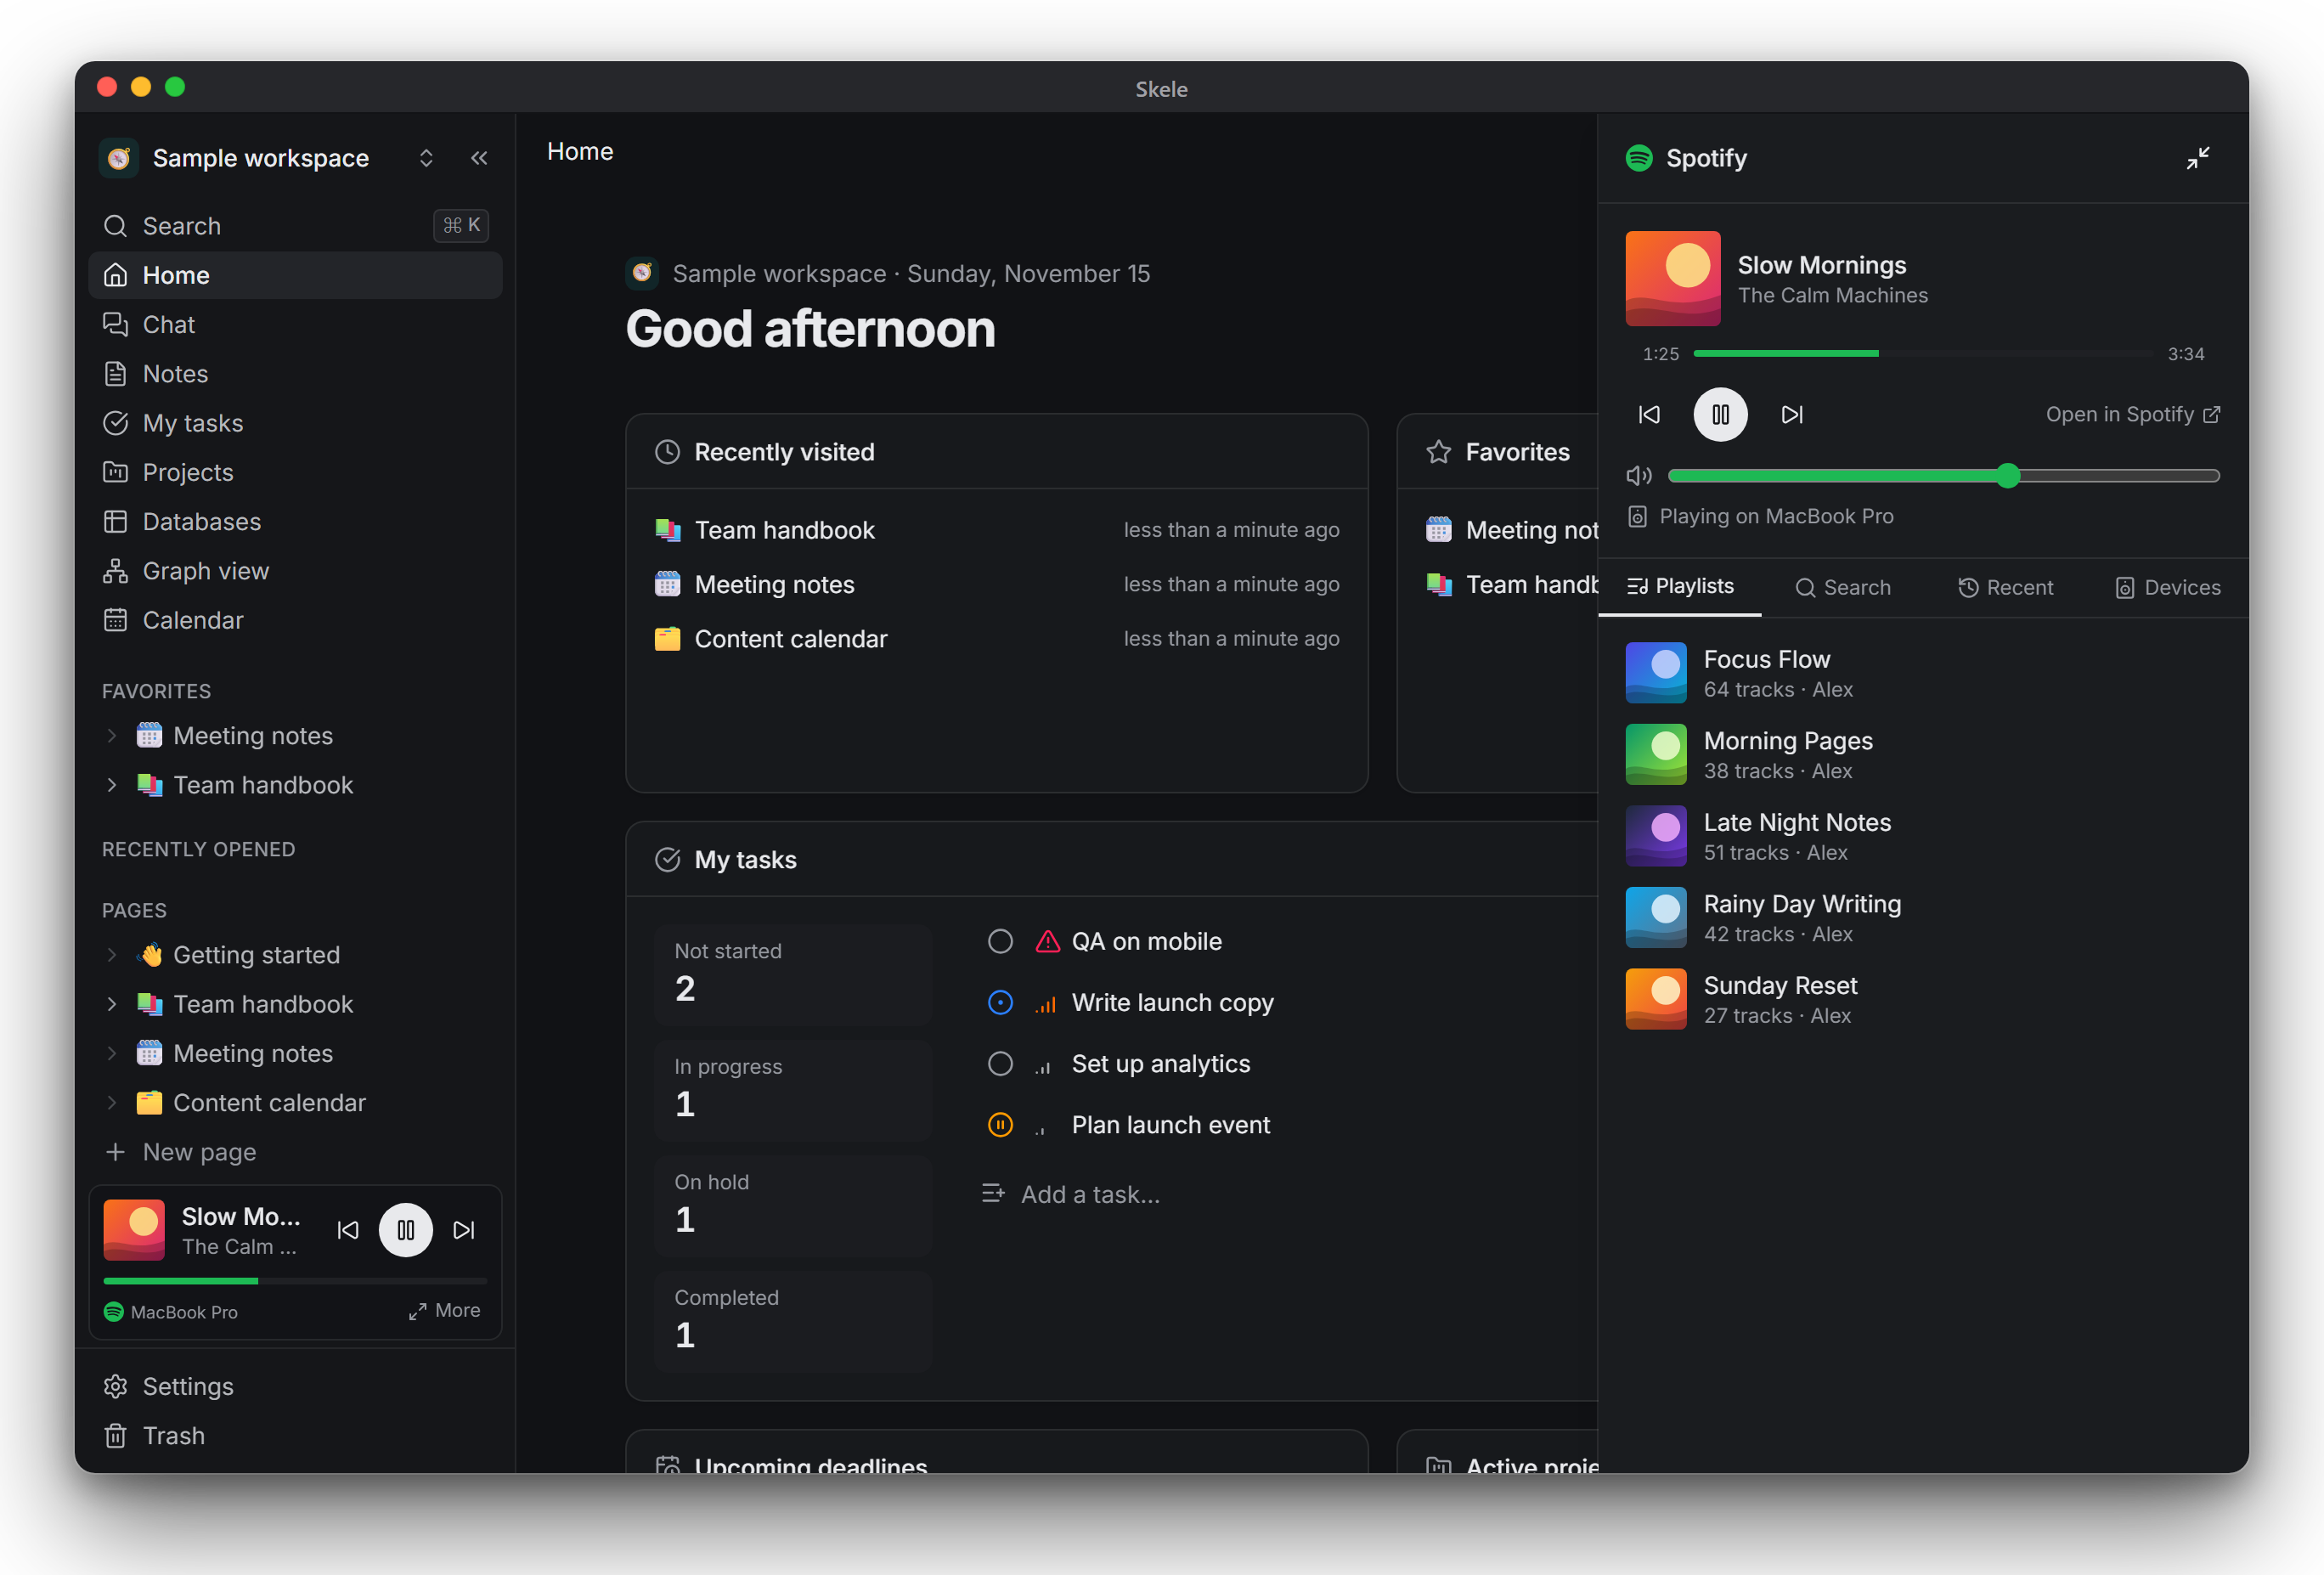 Skele
Sample workspace
Search
⌘ K
Home
Chat
Notes
My tasks
Projects
Databases
Graph view
Calendar
FAVORITES
Meeting notes
Team handbook
RECENTLY OPENED
PAGES
Getting started
Team handbook
Meeting notes
Content calendar
New page
Slow Mo...
The Calm ...
MacBook Pro
More
Settings
Trash
Home
Sample workspace · Sunday, November 15
Good afternoon
Recently visited
Team handbook less than a minute ago
Meeting notes less than a minute ago
Content calendar less than a minute ago
Favorites
Meeting not
Team handb
My tasks
Not started
2
In progress
1
On hold
1
Completed
1
QA on mobile
Write launch copy
Set up analytics
Plan launch event
Add a task...
Upcoming deadlines
Active proje
Spotify
Slow Mornings
The Calm Machines
1:25 3:34
Open in Spotify
Playing on MacBook Pro
Playlists Search Recent Devices
Focus Flow
64 tracks · Alex
Morning Pages
38 tracks · Alex
Late Night Notes
51 tracks · Alex
Rainy Day Writing
42 tracks · Alex
Sunday Reset
27 tracks · Alex